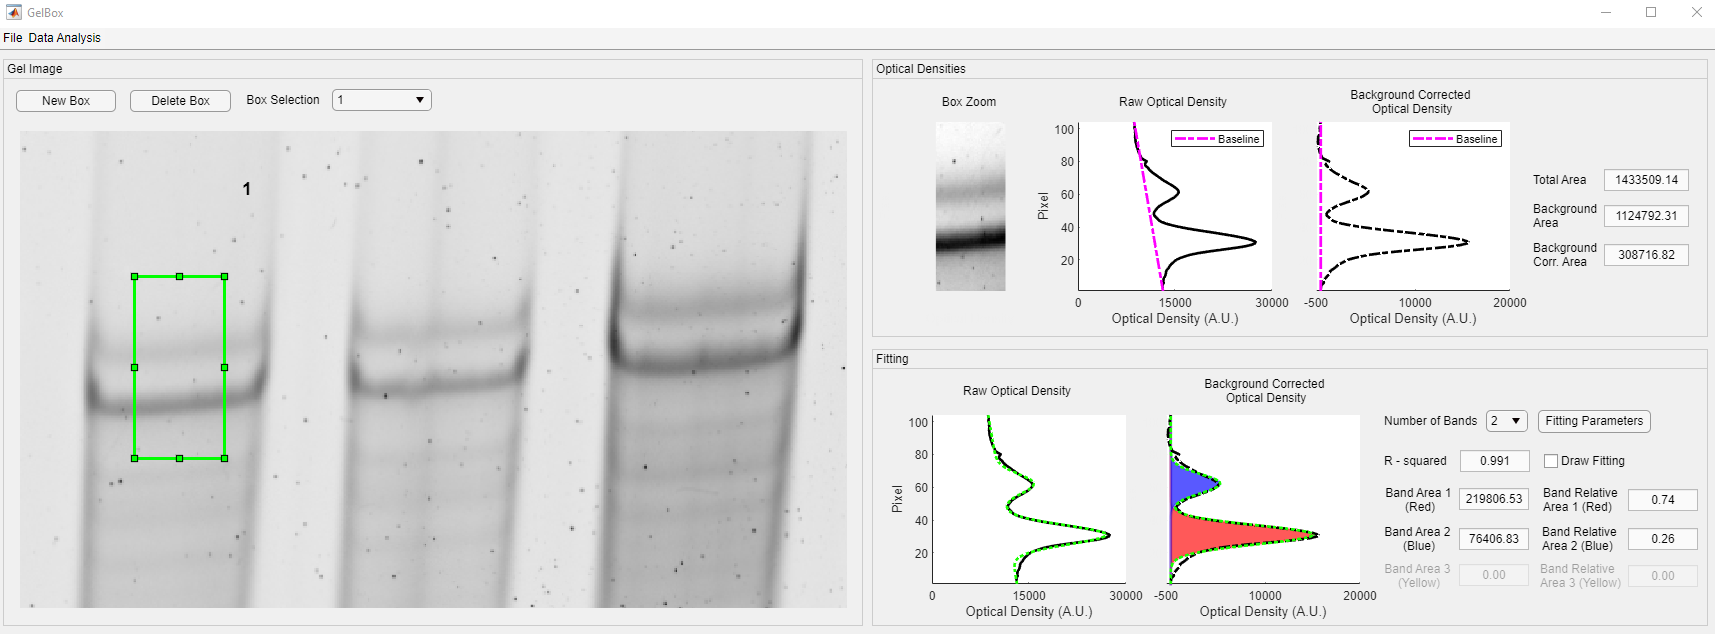 GelBox
File Data Analysis
Gel Image
New Box
Delete Box
Box Selection
1
1
Optical Densities
Box Zoom
Raw Optical Density
Baseline
Pixel
100
80
60
40
20
0
15000
30000
Optical Density (A.U.)
Background Corrected
Optical Density
Baseline
-500
10000
20000
Optical Density (A.U.)
Total Area
1433509.14
Background
Area
1124792.31
Background
Corr. Area
308716.82
Fitting
Raw Optical Density
Pixel
100
80
60
40
20
0
15000
30000
Optical Density (A.U.)
Background Corrected
Optical Density
-500
10000
20000
Optical Density (A.U.)
Number of Bands
2
Fitting Parameters
R - squared
0.991
Draw Fitting
Band Area 1
(Red)
219806.53
Band Relative
Area 1 (Red)
0.74
Band Area 2
(Blue)
76406.83
Band Relative
Area 2 (Blue)
0.26
Band Area 3
(Yellow)
0.00
Band Relative
Area 3 (Yellow)
0.00